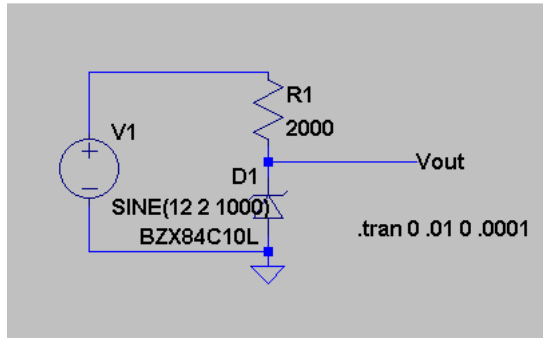 R1
V1
2000
Vout
D1
SINE(12 2 1000)
BZX84C10L
.tran 0 .01 0 .0001